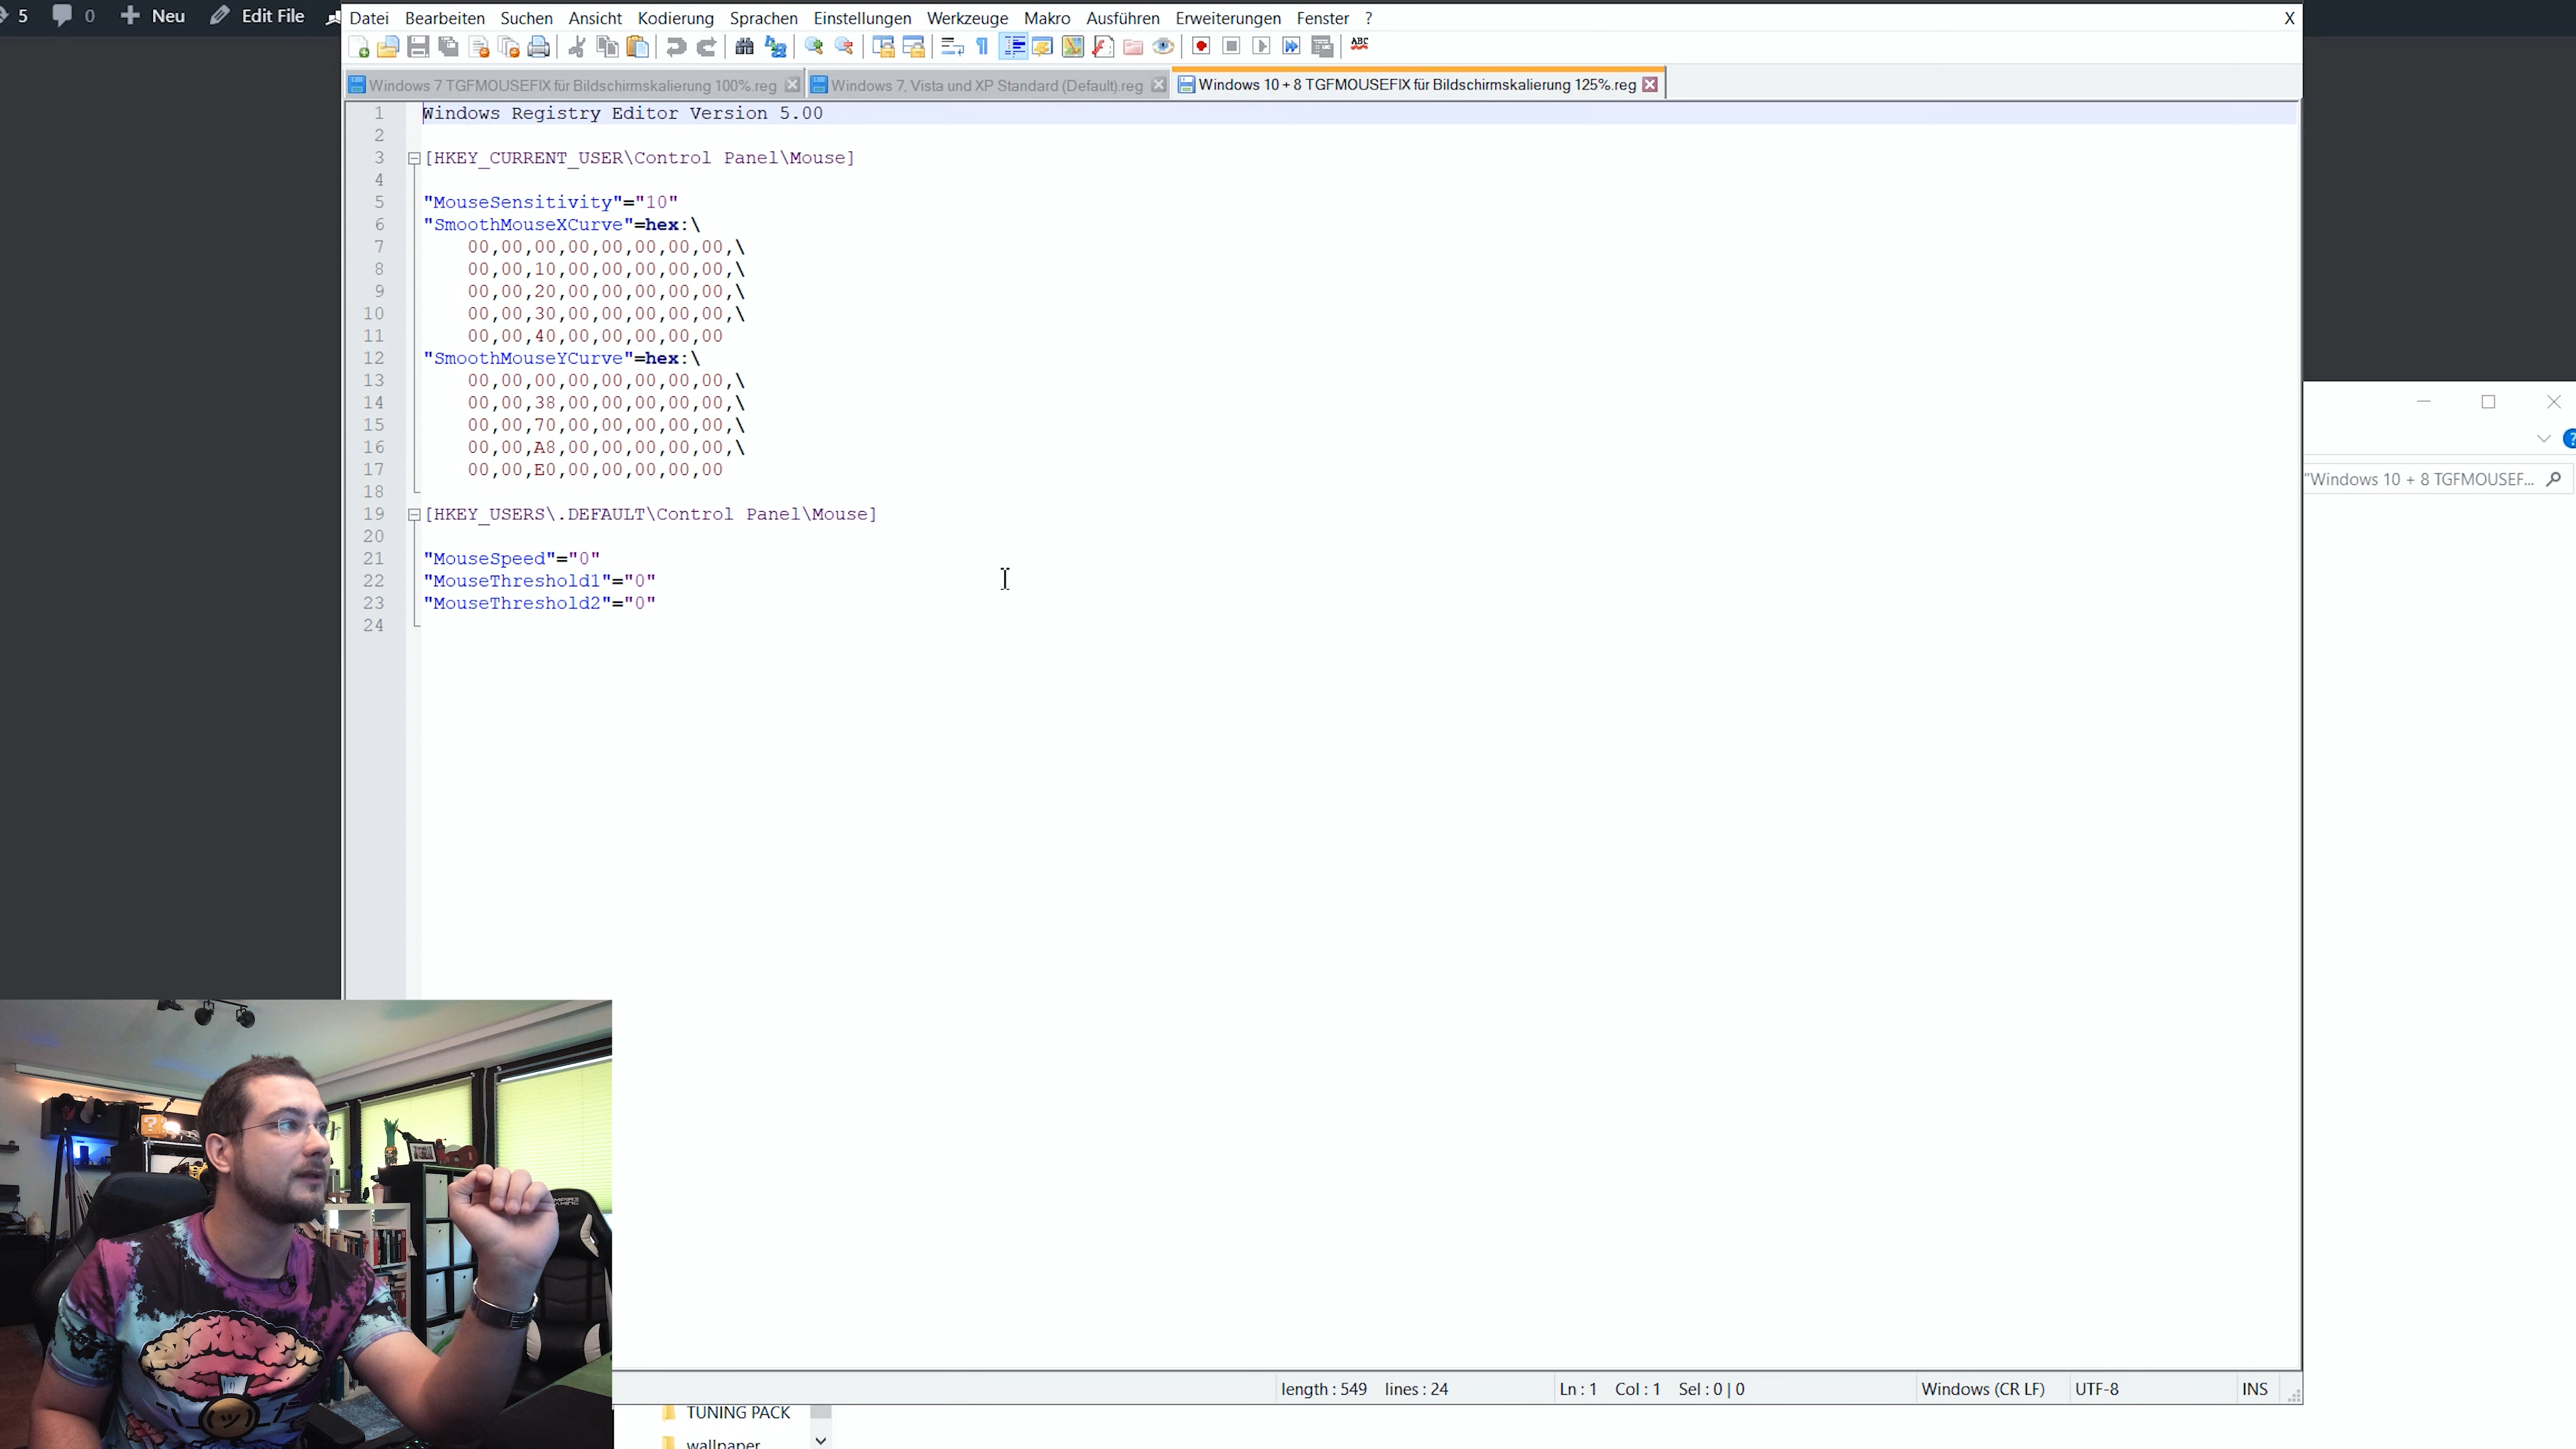 5 0 Neu Edit File
Datei Bearbeiten Suchen Ansicht Kodierung Sprachen Einstellungen Werkzeuge Makro Ausführen Erweiterungen Fenster ? X
ABC
Windows 7 TGFMOUSEFIX für Bildschirmskalierung 100%.reg Windows 7, Vista und XP Standard (Default).reg Windows 10 + 8 TGFMOUSEFIX für Bildschirmskalierung 125%.reg
1 Windows Registry Editor Version 5.00
2
3 [HKEY_CURRENT_USER\Control Panel\Mouse]
4
5 "MouseSensitivity"="10"
6 "SmoothMouseXCurve"=hex:\
7 00,00,00,00,00,00,00,00,\
8 00,00,10,00,00,00,00,00,\
9 00,00,20,00,00,00,00,00,\
10 00,00,30,00,00,00,00,00,\
11 00,00,40,00,00,00,00,00
12 "SmoothMouseYCurve"=hex:\
13 00,00,00,00,00,00,00,00,\
14 00,00,38,00,00,00,00,00,\
15 00,00,70,00,00,00,00,00,\
16 00,00,A8,00,00,00,00,00,\
17 00,00,E0,00,00,00,00,00
18
19 [HKEY_USERS\.DEFAULT\Control Panel\Mouse]
20
21 "MouseSpeed"="0"
22 "MouseThreshold1"="0"
23 "MouseThreshold2"="0"
24
"Windows 10 + 8 TGFMOUSEF...
length : 549 lines : 24 Ln : 1 Col : 1 Sel : 0 | 0 Windows (CR LF) UTF-8 INS
TUNING PACK
wallpaper